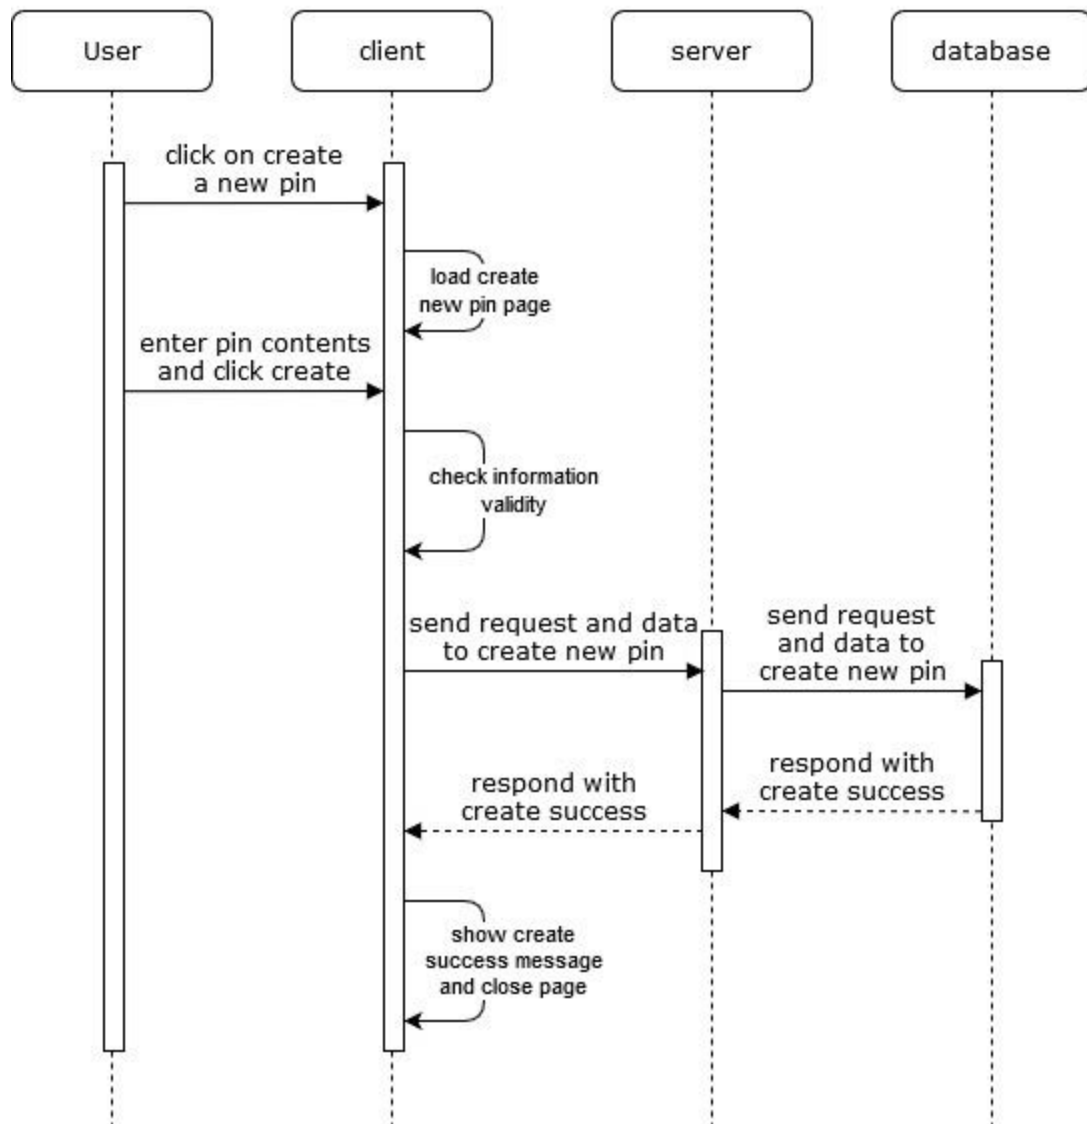 User
client
server
database
click on create
a new pin
load create
new pin page
enter pin contents
and click create
check information
validity
send request and data
to create new pin
send request
and data to
create new pin
respond with
create success
respond with
create success
show create
success message
and close page